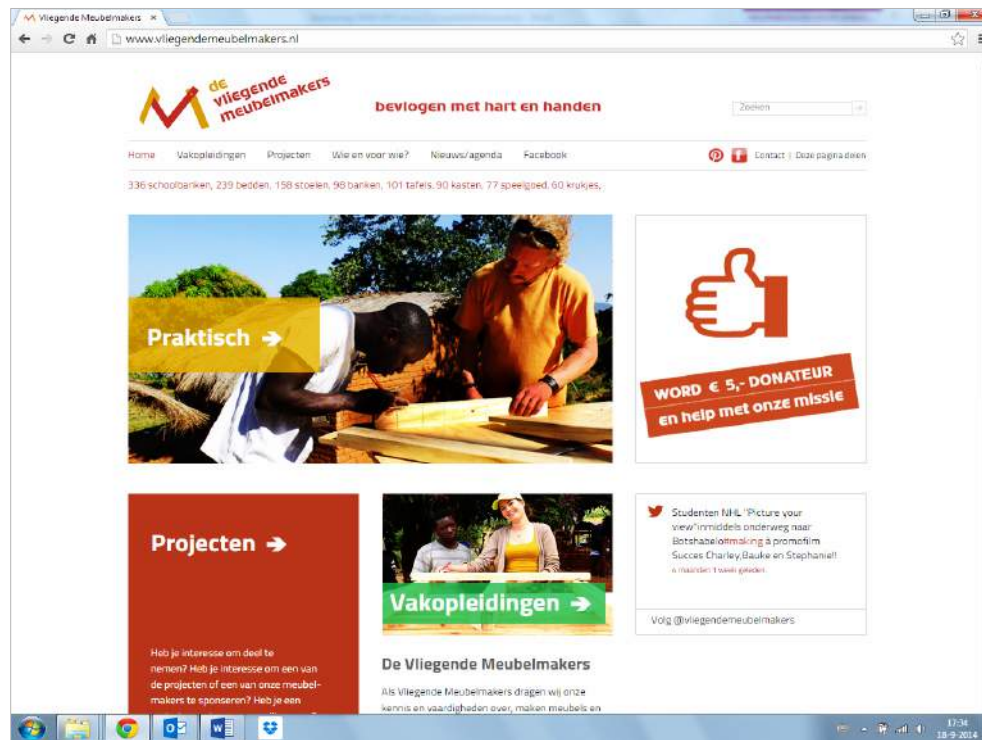 Vliegende Meubelmakers
www.vliegendemeubelmakers.nl
de
vliegende
meubelmakers
bevlogen met hart en handen
Zoeken
Home Vakopleidingen Projecten Wie en voor wie? Nieuws/agenda Facebook
Contact | Deze pagina delen
336 schoolbanken, 239 bedden, 158 stoelen, 98 banken, 101 tafels, 90 kasten, 77 speelgoed, 60 krukjes,
Praktisch
WORD € 5,- DONATEUR
en help met onze missie
Projecten
Heb je interesse om deel te
nemen? Heb je interesse om een van
de projecten of een van onze meubel-
makers te sponseren? Heb je een
Vakopleidingen
De Vliegende Meubelmakers
Als Vliegende Meubelmakers dragen wij onze
kennis en vaardigheden over, maken meubels en
Studenten NHL "Picture your
view"inmiddels onderweg naar
Botshabelo#making a promofilm
Succes Charley,Bauke en Stephanie!!
6 maanden 1 week geleden
Volg @vliegendemeubelmakers
17:34
18-9-2014